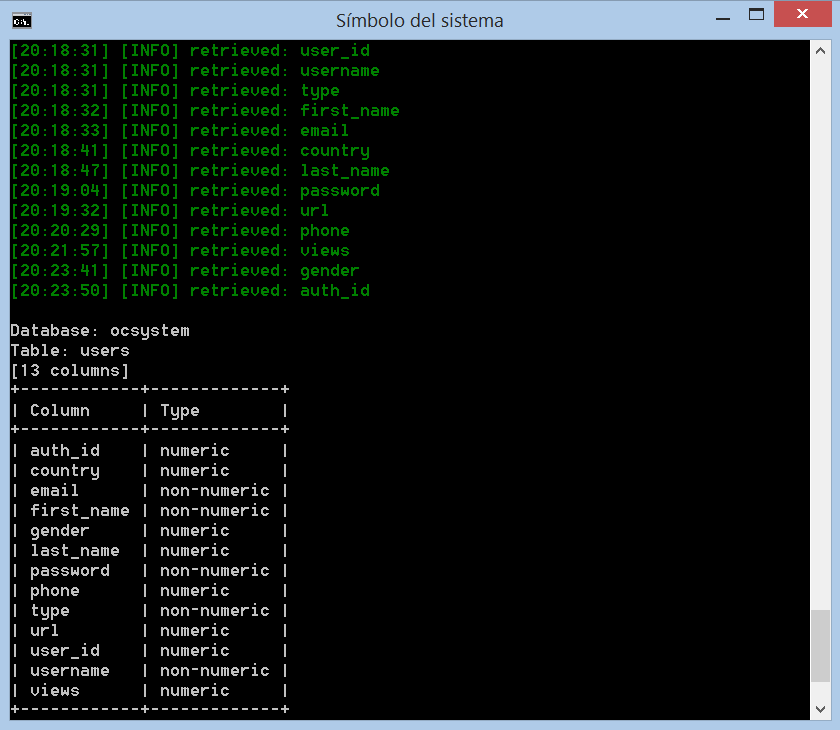 Símbolo del sistema
[20:18:31] [INFO] retrieved: user_id
[20:18:31] [INFO] retrieved: username
[20:18:31] [INFO] retrieved: type
[20:18:32] [INFO] retrieved: first_name
[20:18:33] [INFO] retrieved: email
[20:18:41] [INFO] retrieved: country
[20:18:47] [INFO] retrieved: last_name
[20:19:04] [INFO] retrieved: password
[20:19:32] [INFO] retrieved: url
[20:20:29] [INFO] retrieved: phone
[20:21:57] [INFO] retrieved: views
[20:23:41] [INFO] retrieved: gender
[20:23:50] [INFO] retrieved: auth_id
Database: ocsystem
Table: users
[13 columns]
+------------+-------------+
| Column     | Type        |
+------------+-------------+
| auth_id    | numeric     |
| country    | numeric     |
| email      | non-numeric |
| first_name | non-numeric |
| gender     | numeric     |
| last_name  | numeric     |
| password   | non-numeric |
| phone      | numeric     |
| type       | non-numeric |
| url        | numeric     |
| user_id    | numeric     |
| username   | non-numeric |
| views      | numeric     |
+------------+-------------+